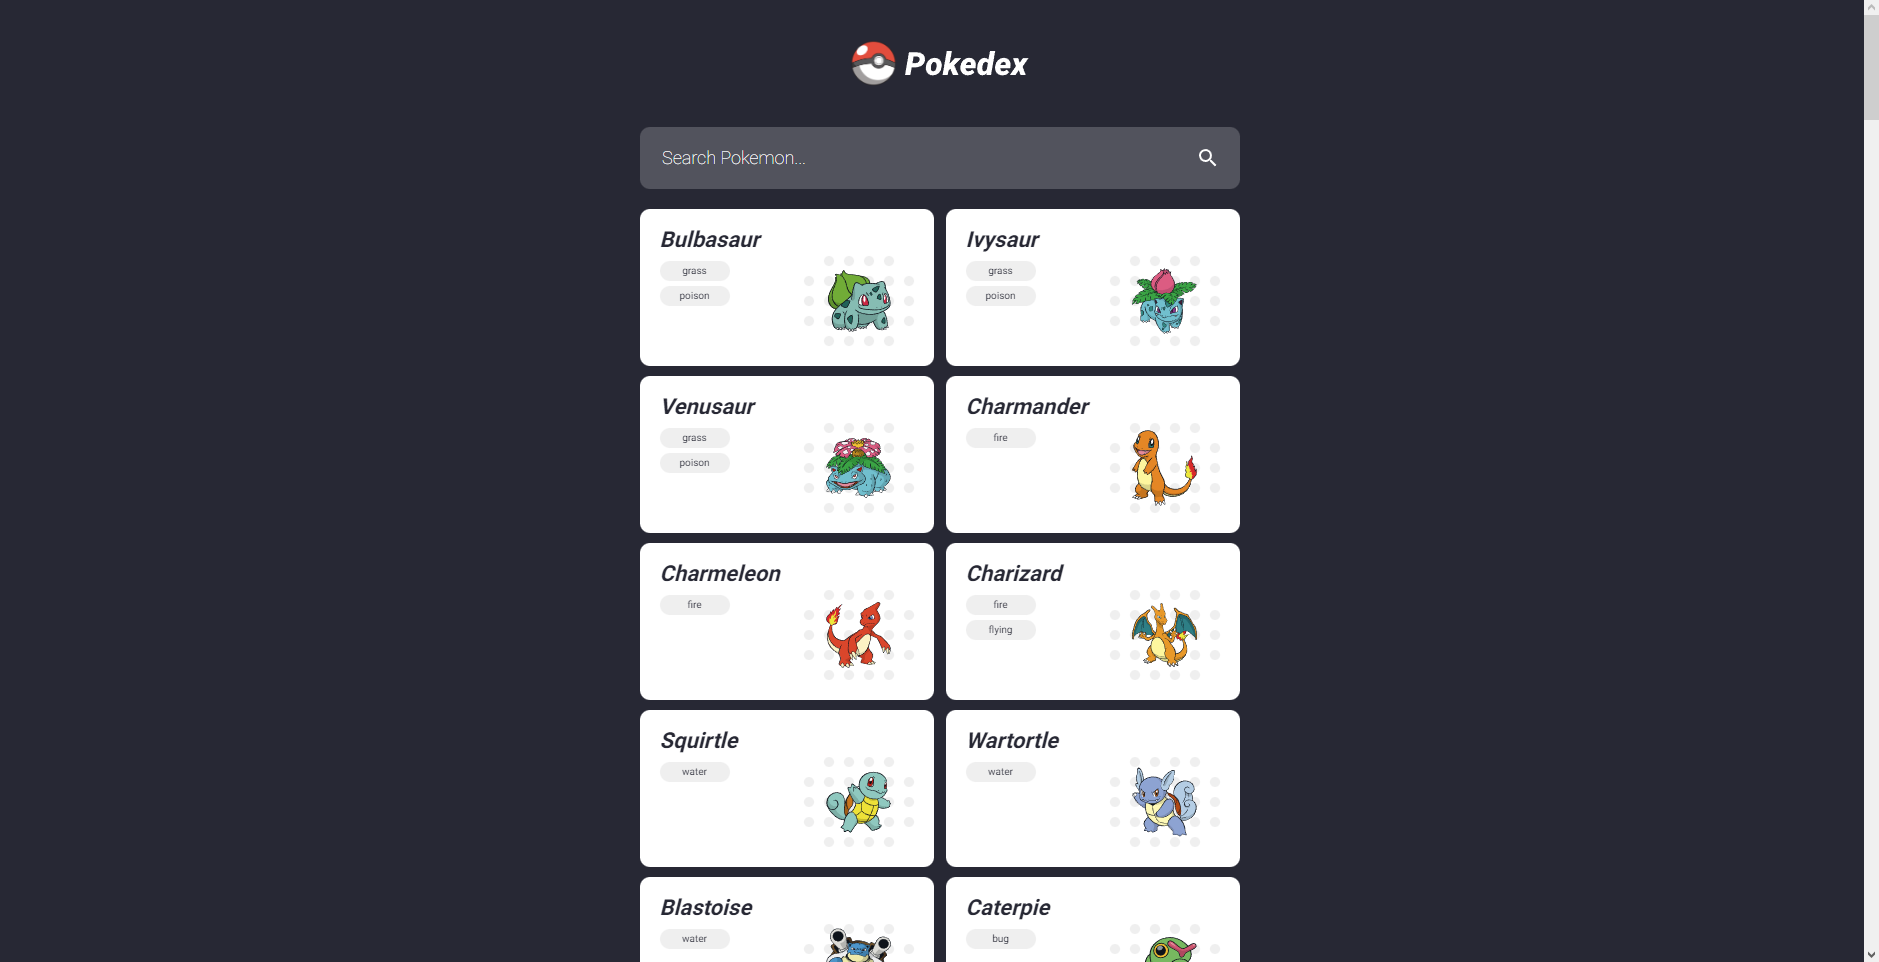 Pokedex
Search Pokemon...
Bulbasaur
grass
poison
Ivysaur
grass
poison
Venusaur
grass
poison
Charmander
fire
Charmeleon
fire
Charizard
fire
flying
Squirtle
water
Wartortle
water
Blastoise
water
Caterpie
bug